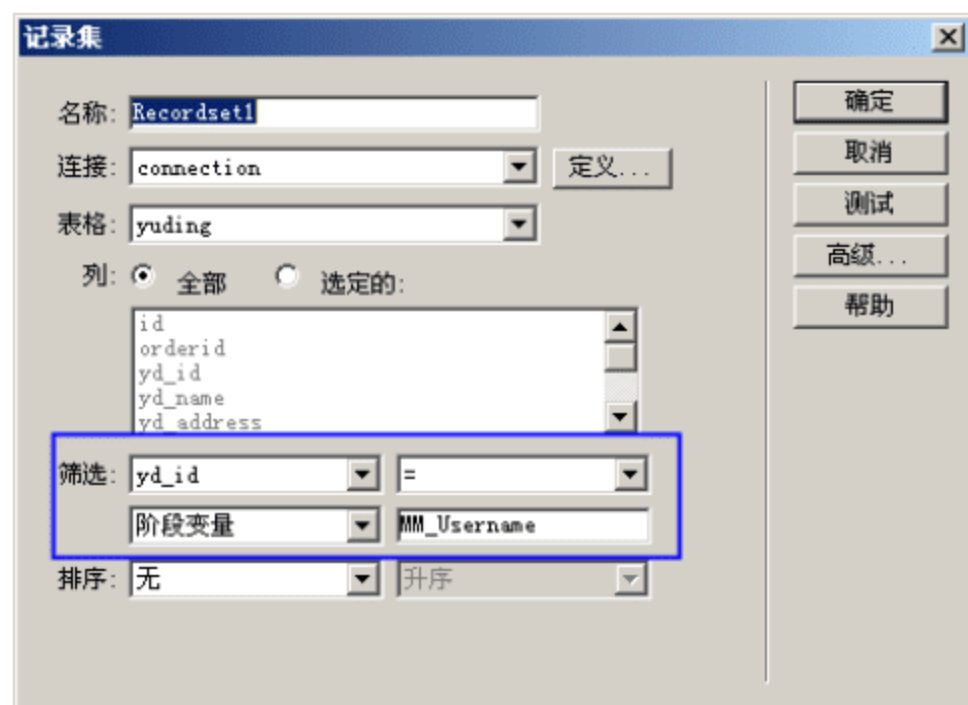 记录集
名称: Recordset1
连接: connection 定义...
表格: yuding
列: 全部 选定的:
id
orderid
yd_id
yd_name
yd_address
筛选: yd_id =
阶段变量 MM_Username
排序: 无 升序
确定
取消
测试
高级...
帮助